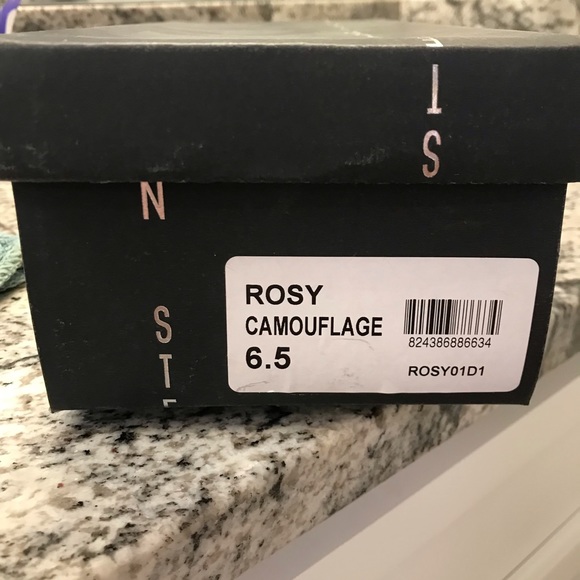 T
S
N
S
T
ROSY
CAMOUFLAGE
6.5
824386886634
ROSY01D1